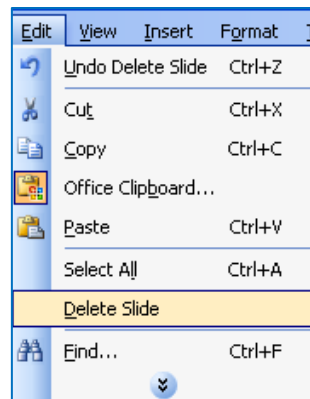 Edit View Insert Format
Undo Delete Slide Ctrl+Z
Cut Ctrl+X
Copy Ctrl+C
Office Clipboard...
Paste Ctrl+V
Select All Ctrl+A
Delete Slide
Find... Ctrl+F